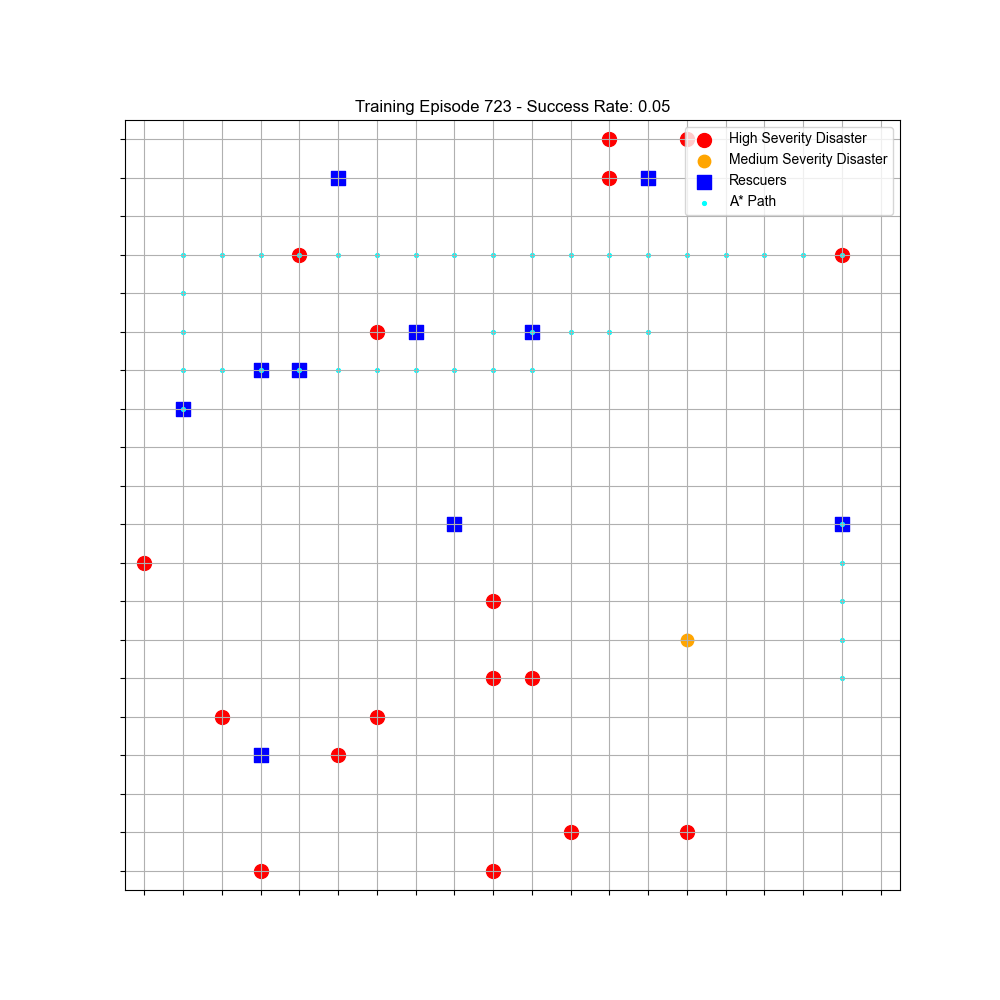 Training Episode 723 - Success Rate: 0.05
High Severity Disaster
Medium Severity Disaster
Rescuers
A* Path